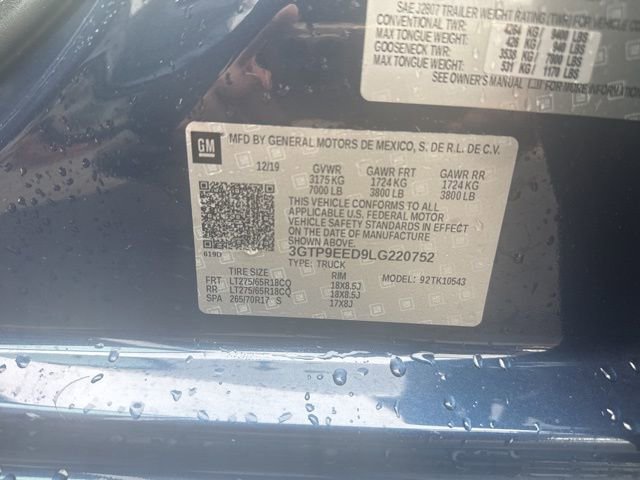 SAE J2807 TRAILER WEIGHT RATING (TWR) FOR VEHICLE
CONVENTIONAL TWR: 4264 KG / 9400 LBS
MAX TONGUE WEIGHT: 426 KG / 940 LBS
GOOSENECK TWR: 3538 KG / 7000 LBS
MAX TONGUE WEIGHT: 531 KG / 1170 LBS
SEE OWNER'S MANUAL
GM
MFD BY GENERAL MOTORS DE MEXICO, S. DE R.L. DE C.V.
12/19 GVWR GAWR FRT GAWR RR
3175 KG 1724 KG 1724 KG
7000 LB 3800 LB 3800 LB
THIS VEHICLE CONFORMS TO ALL
APPLICABLE U.S. FEDERAL MOTOR
VEHICLE SAFETY STANDARDS IN EFFECT
ON THE DATE OF MANUFACTURE
SHOWN ABOVE.
3GTP9EED9LG220752
619D
TYPE: TRUCK
TIRE SIZE RIM MODEL: 92TK10543
FRT LT275/65R18CQ 18X8.5J
RR LT275/65R18CQ 18X8.5J
SPA 265/70R17 S 17X8J